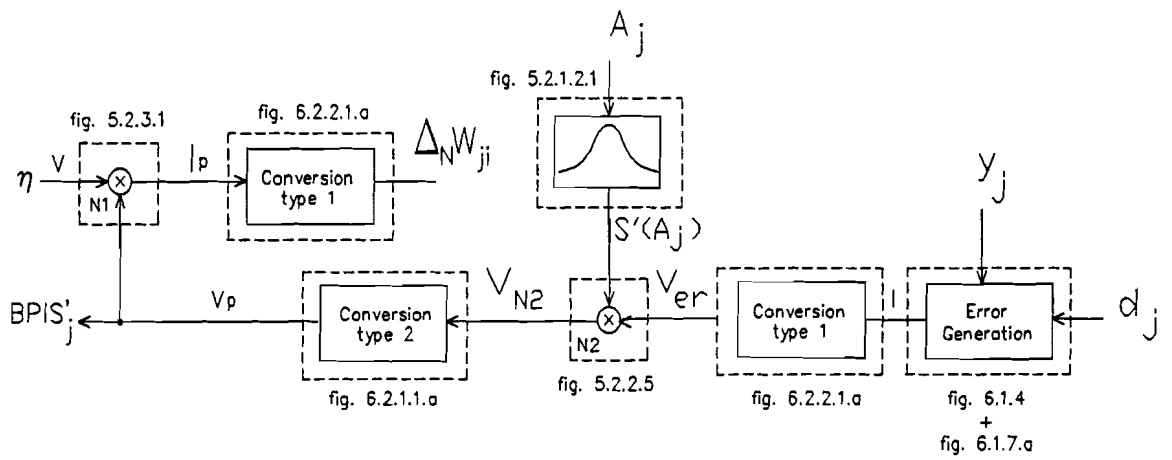 A j
fig. 5.2.1.2.1
fig. 5.2.3.1
fig. 6.2.2.1.a
η V × N1 Ip
Conversion
type 1
Δ N W ji
S'(A j)
y j
BPIS' j
Vp
Conversion
type 2
V N2
× N2
V er
Conversion
type 1
I
Error
Generation
d j
fig. 6.2.1.1.a
fig. 5.2.2.5
fig. 6.2.2.1.a
fig. 6.1.4
+
fig. 6.1.7.a